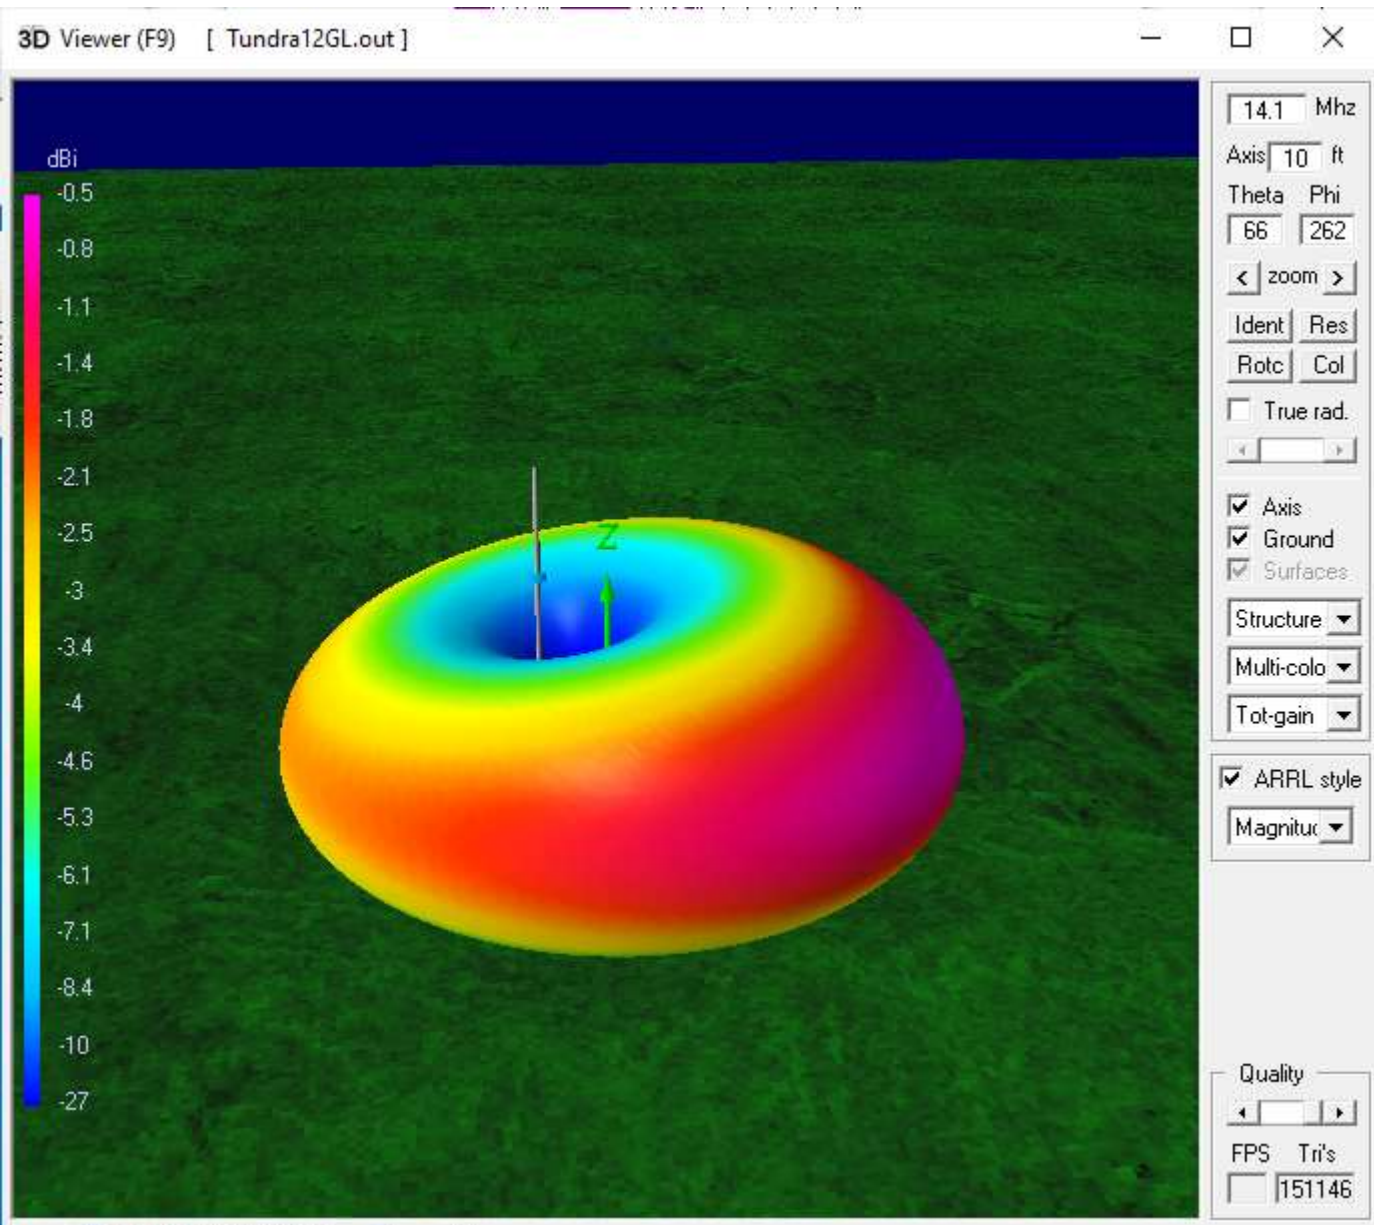 3D Viewer (F9) [ Tundra12GL.out ]
dBi
-0.5
-0.8
-1.1
-1.4
-1.8
-2.1
-2.5
-3
-3.4
-4
-4.6
-5.3
-6.1
-7.1
-8.4
-10
-27
Z
14.1 Mhz
Axis 10 ft
Theta Phi
66 262
< zoom >
Ident Res
Rotc Col
True rad.
Axis
Ground
Surfaces
Structure
Multi-colo
Tot-gain
ARRL style
Magnituc
Quality
FPS Tri's
151146